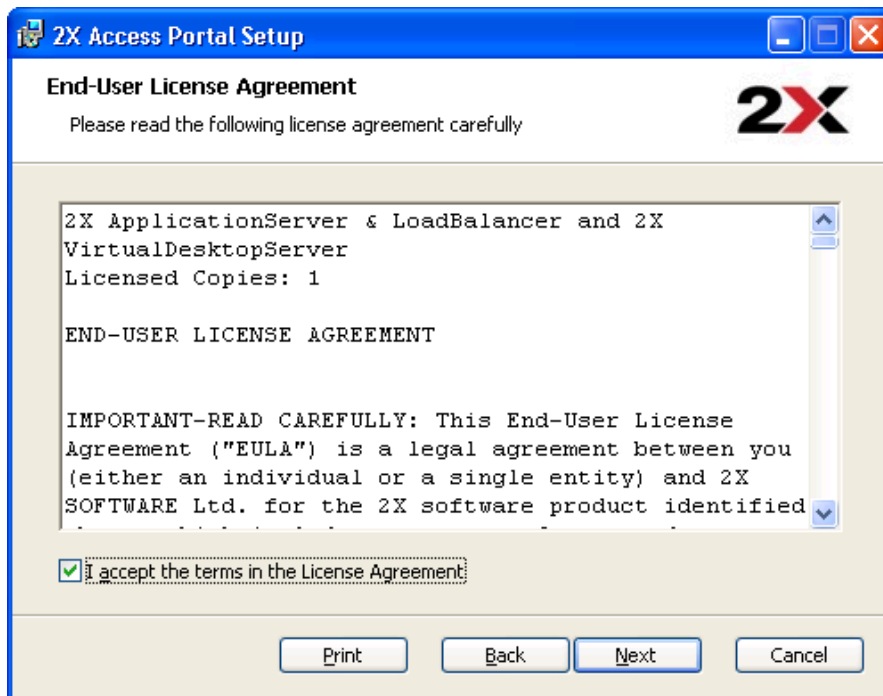 2X Access Portal Setup
End-User License Agreement
Please read the following license agreement carefully
2X
2X ApplicationServer & LoadBalancer and 2X
VirtualDesktopServer
Licensed Copies: 1
END-USER LICENSE AGREEMENT
IMPORTANT-READ CAREFULLY: This End-User License
Agreement ("EULA") is a legal agreement between you
(either an individual or a single entity) and 2X
SOFTWARE Ltd. for the 2X software product identified
I accept the terms in the License Agreement
Print Back Next Cancel